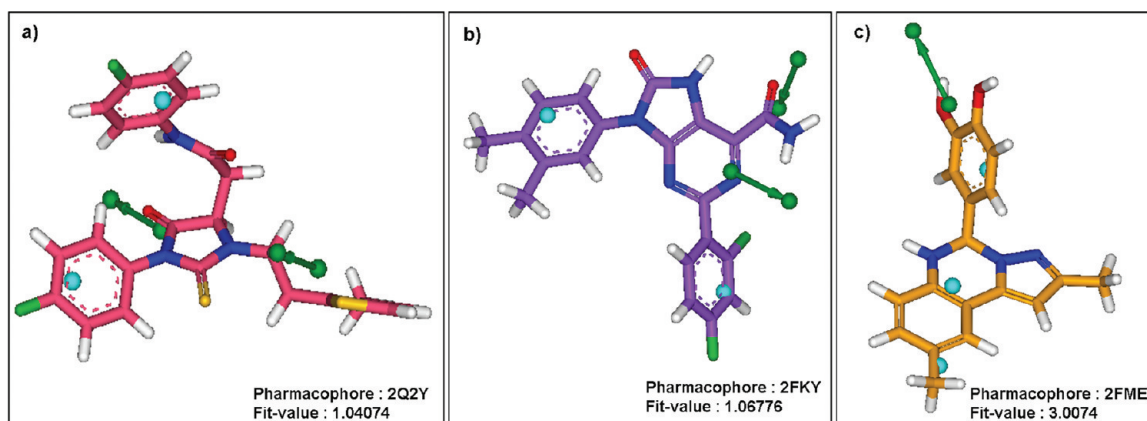 a)
Pharmacophore : 2Q2Y
Fit-value : 1.04074
b)
Pharmacophore : 2FKY
Fit-value : 1.06776
c)
Pharmacophore : 2FME
Fit-value : 3.0074